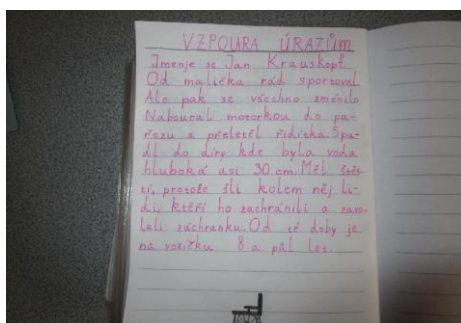 VZPOURA ÚRAZŮM
Jmenuje se Jan Krauskopf.
Od malička rád sportoval
Ale pak se všechno změnilo
Naboural motorkou do pa-
řezu a přeletěl řidítka. Spa-
dl do díry kde byla voda
hluboká asi 30 cm. Měl štěs-
tí, protože šli kolem něj li-
di, kteří ho zachránili a zavo-
lali záchranku. Od té doby je
na vozíčku 8 a půl let.